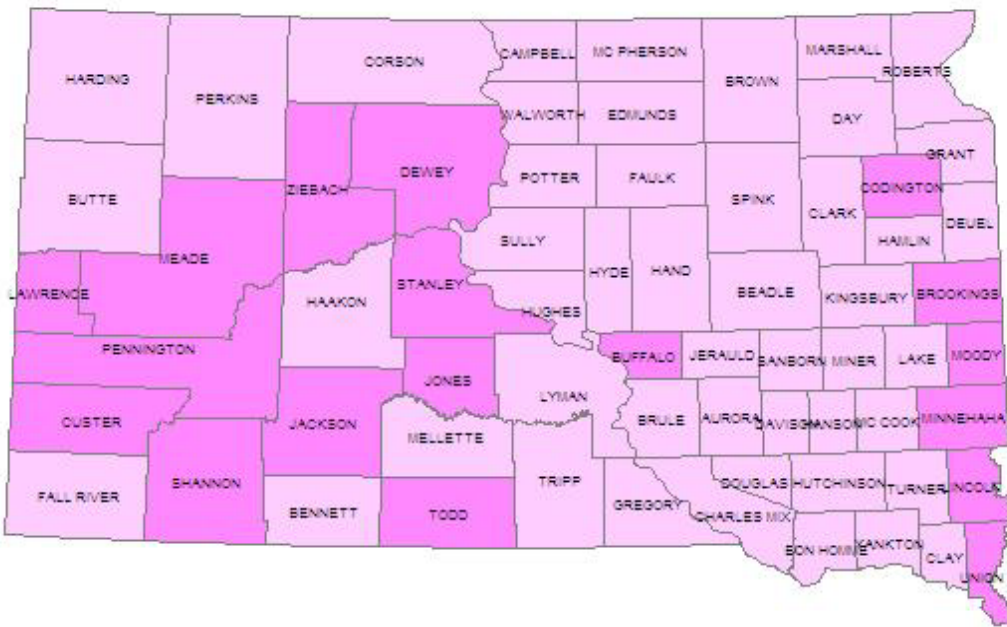 HARDING
PERKINS
CORSON
CAMPBELL
MC PHERSON
BROWN
MARSHALL
ROBERTS
WALWORTH
EDMUNDS
DAY
GRANT
BUTTE
ZIEBACH
DEWEY
POTTER
FAULK
SPINK
CLARK
CODINGTON
DEUEL
HAMLIN
MEADE
SULLY
HYDE
HAND
LAWRENCE
HAAKON
STANLEY
HUGHES
BEADLE
KINGSBURY
BROOKINGS
PENNINGTON
JONES
LYMAN
BUFFALO
JERAULD
SANBORN
MINER
LAKE
MOODY
CUSTER
JACKSON
MELLETTE
BRULE
AURORA
DAVISON
HANSON
MC COOK
MINNEHAHA
FALL RIVER
SHANNON
BENNETT
TODD
TRIPP
GREGORY
DOUGLAS
HUTCHINSON
TURNER
LINCOLN
CHARLES MIX
BON HOMME
YANKTON
CLAY
UNION